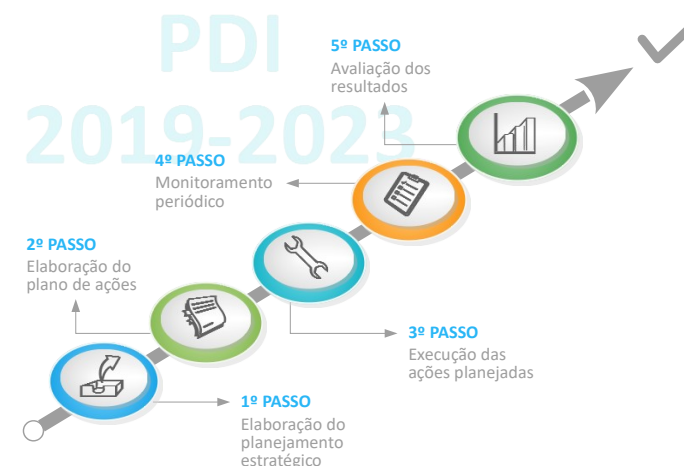 PDI
2019-2023
5º PASSO
Avaliação dos
resultados
4º PASSO
Monitoramento
periódico
2º PASSO
Elaboração do
plano de ações
3º PASSO
Execução das
ações planejadas
1º PASSO
Elaboração do
planejamento
estratégico